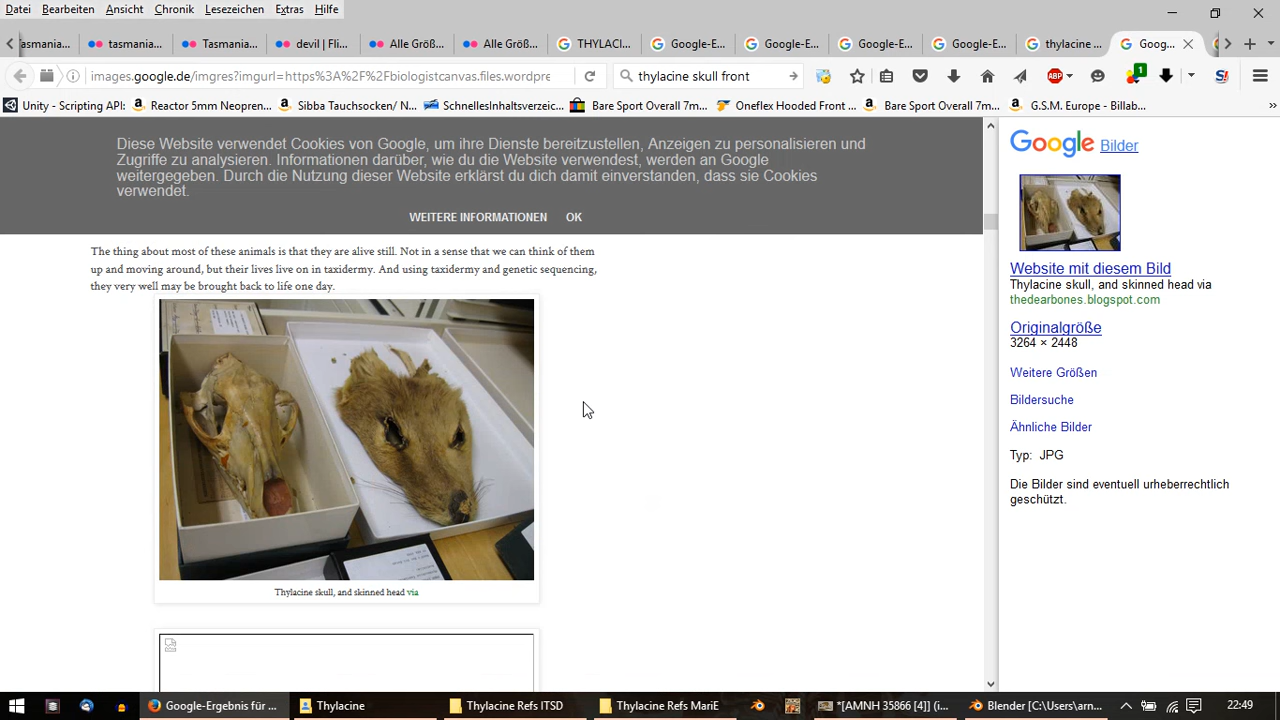 Datei Bearbeiten Ansicht Chronik Lesezeichen Extras Hilfe
asmania... tasmania... Tasmania... devil | Fli... Alle Größ... Alle Größ... THYLACI... Google-E... Google-E... Google-E... Google-E... thylacine ... Goog...
images.google.de/imgres?imgurl=https%3A%2F%2Fbiologistcanvas.files.wordpre
thylacine skull front
Unity - Scripting API: Reactor 5mm Neopren... Sibba Tauchsocken/ N... SchnellesInhaltsverzeic... Bare Sport Overall 7m... Oneflex Hooded Front ... Bare Sport Overall 7m... G.S.M. Europe - Billab...
Diese Website verwendet Cookies von Google, um ihre Dienste bereitzustellen, Anzeigen zu personalisieren und
Zugriffe zu analysieren. Informationen darüber, wie du die Website verwendest, werden an Google
weitergegeben. Durch die Nutzung dieser Website erklärst du dich damit einverstanden, dass sie Cookies
verwendet.
WEITERE INFORMATIONEN OK
The thing about most of these animals is that they are alive still. Not in a sense that we can think of them
up and moving around, but their lives live on in taxidermy. And using taxidermy and genetic sequencing,
they very well may be brought back to life one day.
Thylacine skull, and skinned head via
Google Bilder
Website mit diesem Bild
Thylacine skull, and skinned head via
thedearbones.blogspot.com
Originalgröße
3264 × 2448
Weitere Größen
Bildersuche
Ähnliche Bilder
Typ: JPG
Die Bilder sind eventuell urheberrechtlich
geschützt.
Google-Ergebnis für ... Thylacine Thylacine Refs ITSD Thylacine Refs MariE *[AMNH 35866 [4]] (i... Blender [C:\Users\arn... 22:49